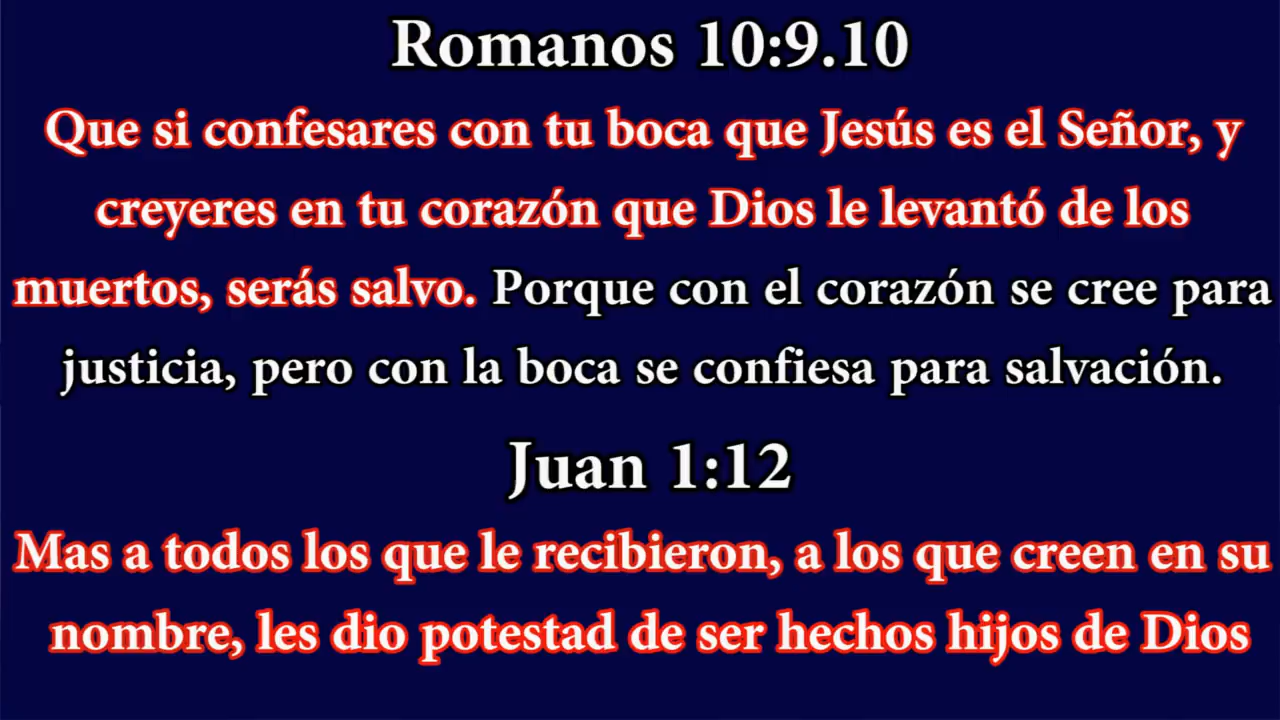 Romanos 10:9.10
Que si confesares con tu boca que Jesús es el Señor, y
creyeres en tu corazón que Dios le levantó de los
muertos, serás salvo. Porque con el corazón se cree para
justicia, pero con la boca se confiesa para salvación.
Juan 1:12
Mas a todos los que le recibieron, a los que creen en su
nombre, les dio potestad de ser hechos hijos de Dios